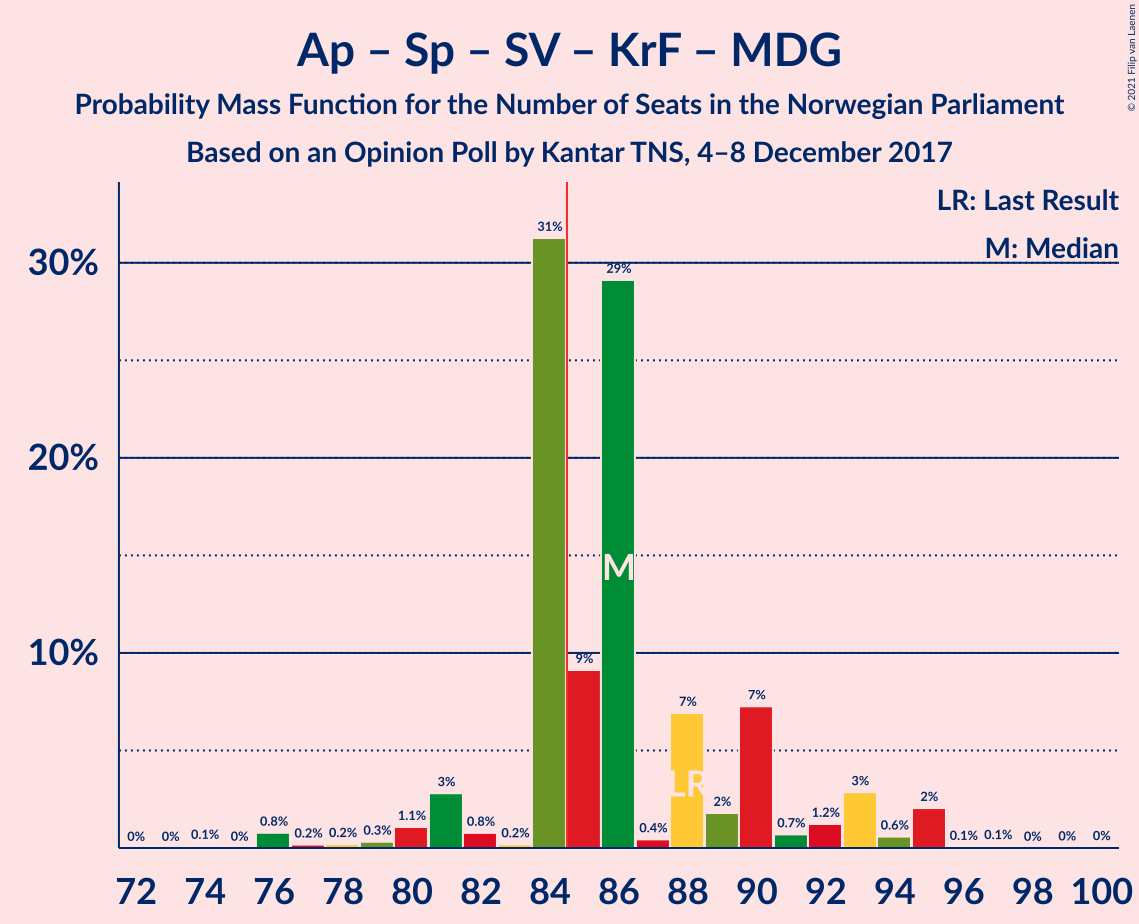 Ap – Sp – SV – KrF – MDG
Probability Mass Function for the Number of Seats in the Norwegian Parliament
Based on an Opinion Poll by Kantar TNS, 4–8 December 2017
© 2021 Filip van Laenen
LR: Last Result
M: Median
30%
20%
10%
0% 0% 0.1% 0% 0.8% 0.2% 0.2% 0.3% 1.1% 3% 0.8% 0.2% 31% 9% 29% 0.4% 7% 2% 7% 0.7% 1.2% 3% 0.6% 2% 0.1% 0.1% 0% 0% 0%
M
LR
72 74 76 78 80 82 84 86 88 90 92 94 96 98 100